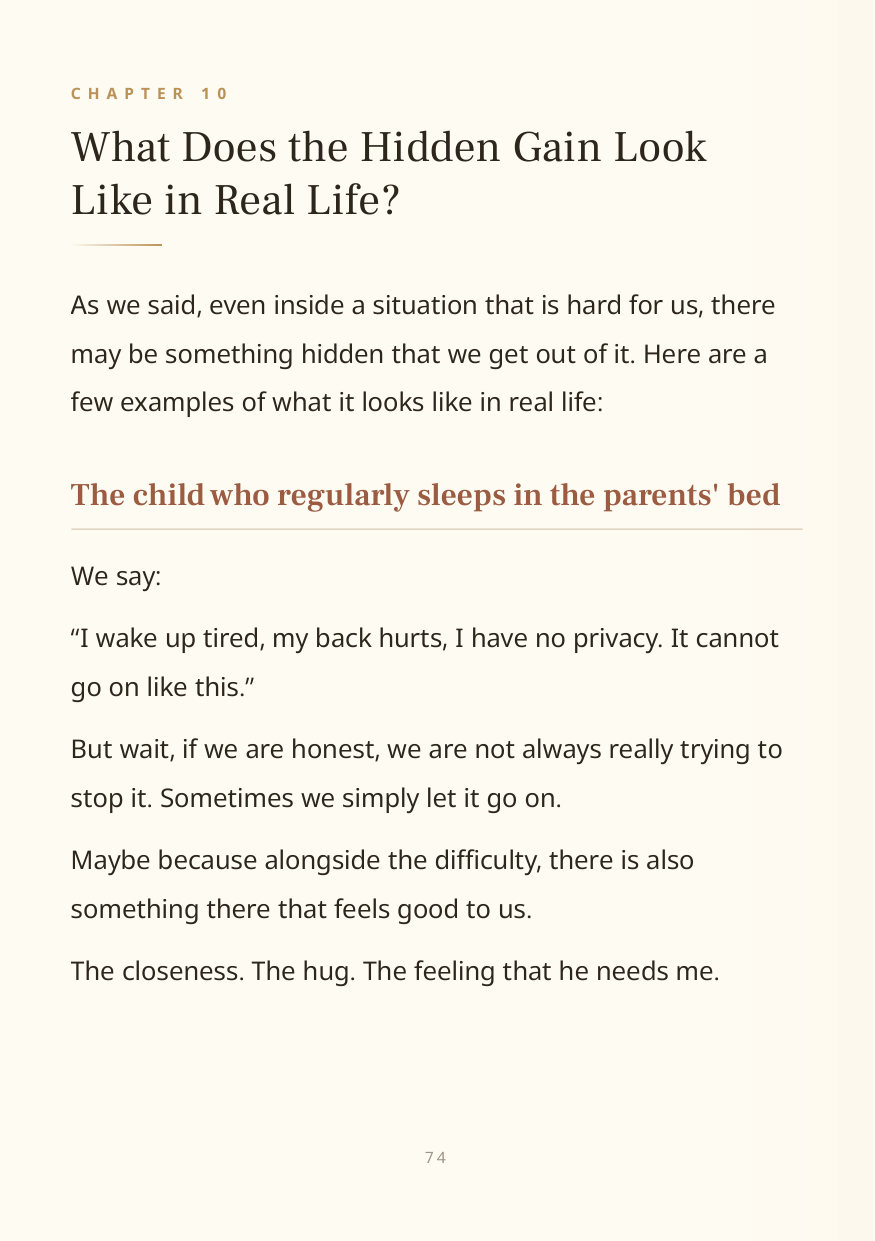 CHAPTER 10
What Does the Hidden Gain Look
Like in Real Life?
As we said, even inside a situation that is hard for us, there
may be something hidden that we get out of it. Here are a
few examples of what it looks like in real life:
The child who regularly sleeps in the parents' bed
We say:
“I wake up tired, my back hurts, I have no privacy. It cannot
go on like this.”
But wait, if we are honest, we are not always really trying to
stop it. Sometimes we simply let it go on.
Maybe because alongside the difficulty, there is also
something there that feels good to us.
The closeness. The hug. The feeling that he needs me.
74